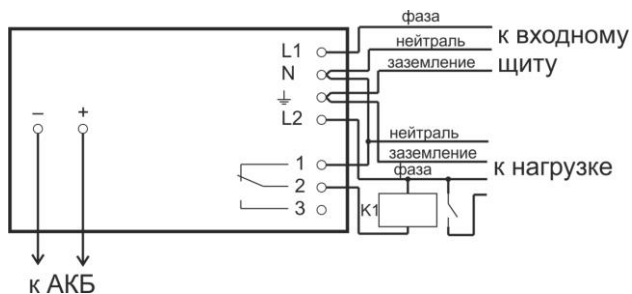 фаза
L1
к входному
нейтраль
N
заземление
щиту
– +
L2
нейтраль
1
заземление
к нагрузке
фаза
2
K1
3
к АКБ